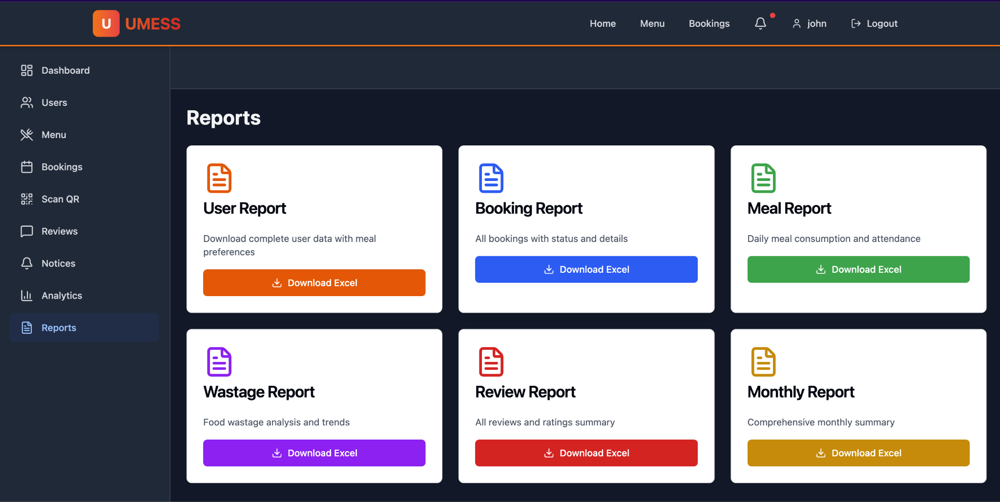 U UMESS
Home Menu Bookings john Logout
Dashboard
Users
Menu
Bookings
Scan QR
Reviews
Notices
Analytics
Reports
Reports
User Report
Download complete user data with meal
preferences
Download Excel
Booking Report
All bookings with status and details
Download Excel
Meal Report
Daily meal consumption and attendance
Download Excel
Wastage Report
Food wastage analysis and trends
Download Excel
Review Report
All reviews and ratings summary
Download Excel
Monthly Report
Comprehensive monthly summary
Download Excel